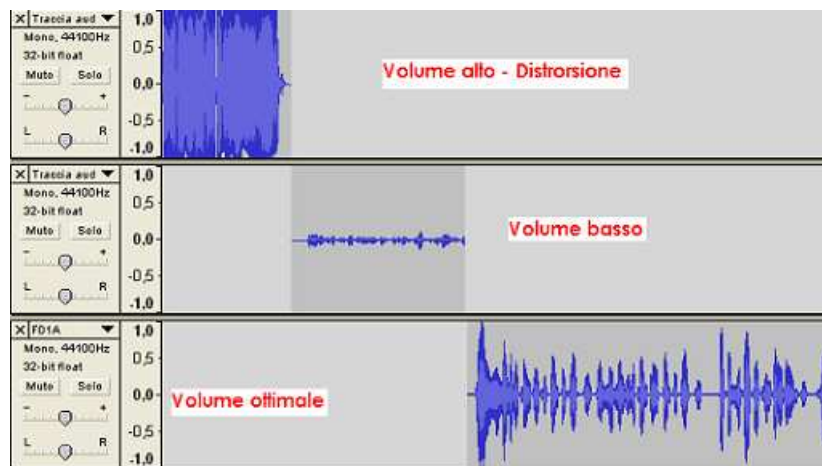 X Traccia aud ▼
Mono, 44100Hz
32-bit float
Muto Solo
- +
L R
1,0
0,5
0,0
-0,5
-1,0
Volume alto - Distrorsione
X Traccia aud ▼
Mono, 44100Hz
32-bit float
Muto Solo
- +
L R
1,0
0,5
0,0
-0,5
-1,0
Volume basso
X F01A ▼
Mono, 44100Hz
32-bit float
Muto Solo
- +
L R
1,0
0,5
0,0
-0,5
-1,0
Volume ottimale